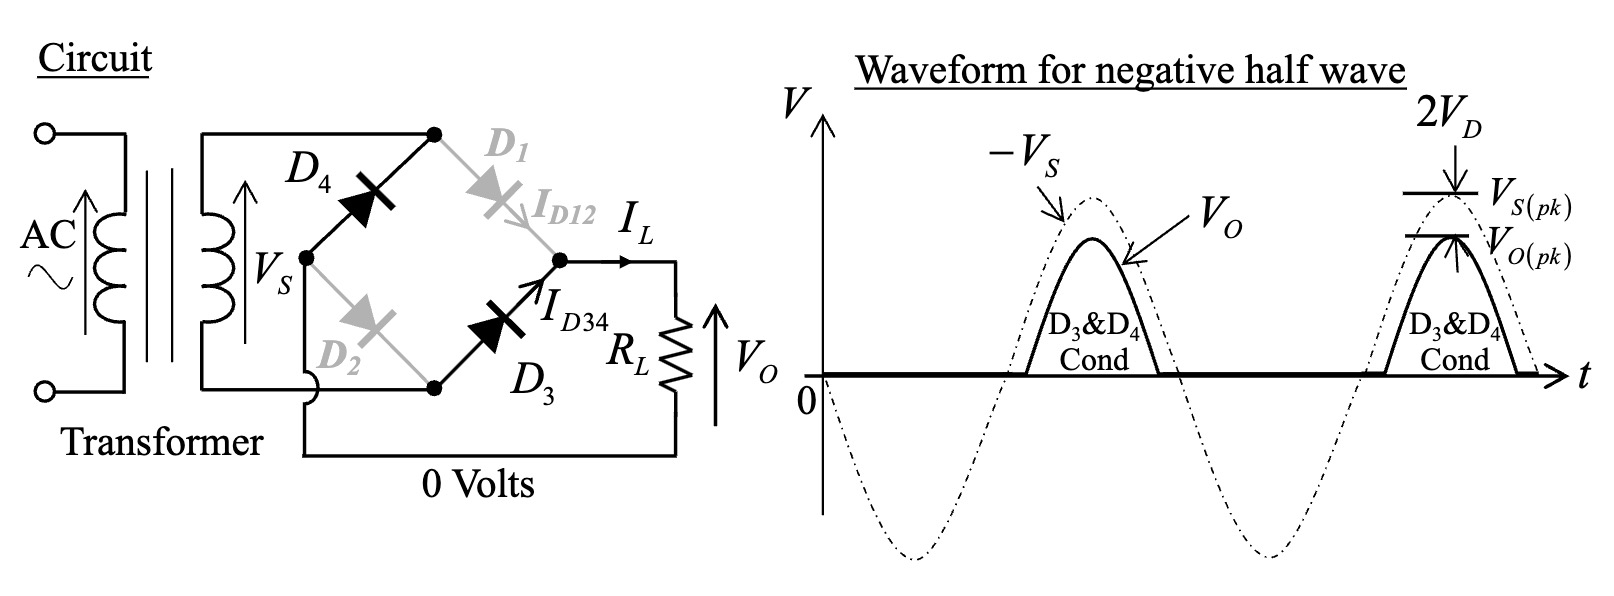 Circuit
Waveform for negative half wave
V
2V_D
D_1
D_4
−V_S
V_S(pk)
I_D12
I_L
V_O
AC
V_S
V_O(pk)
I_D34
D_3&D_4
Cond
D_3&D_4
Cond
D_2
R_L
V_O
D_3
t
0
Transformer
0 Volts